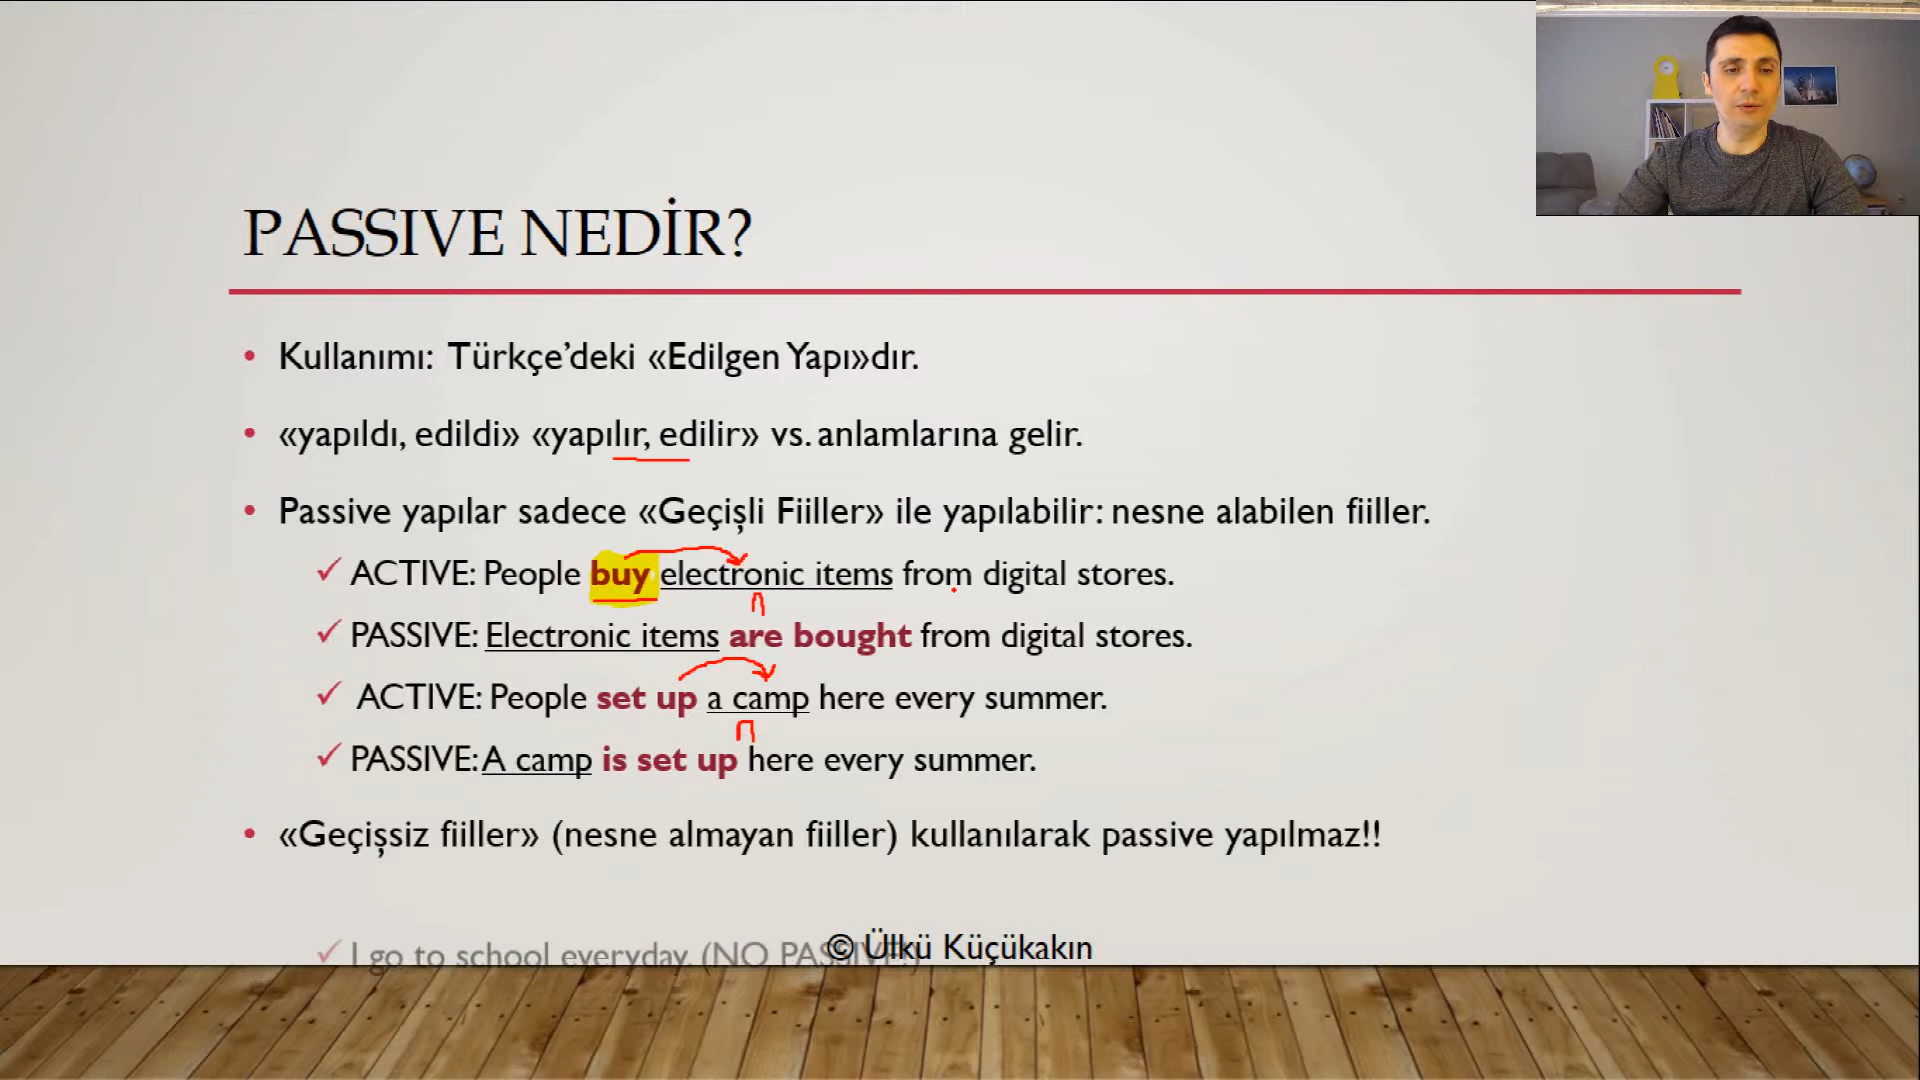 PASSIVE NEDİR?
• Kullanımı: Türkçe’deki «Edilgen Yapı»dır.
• «yapıldı, edildi» «yapılır, edilir» vs. anlamlarına gelir.
• Passive yapılar sadece «Geçişli Fiiller» ile yapılabilir: nesne alabilen fiiller.
✓ ACTIVE: People buy electronic items from digital stores.
✓ PASSIVE: Electronic items are bought from digital stores.
✓ ACTIVE: People set up a camp here every summer.
✓ PASSIVE: A camp is set up here every summer.
• «Geçişsiz fiiller» (nesne almayan fiiller) kullanılarak passive yapılmaz!!
✓ I go to school everyday. (NO PASSIVE!)
© Ülkü Küçükakın